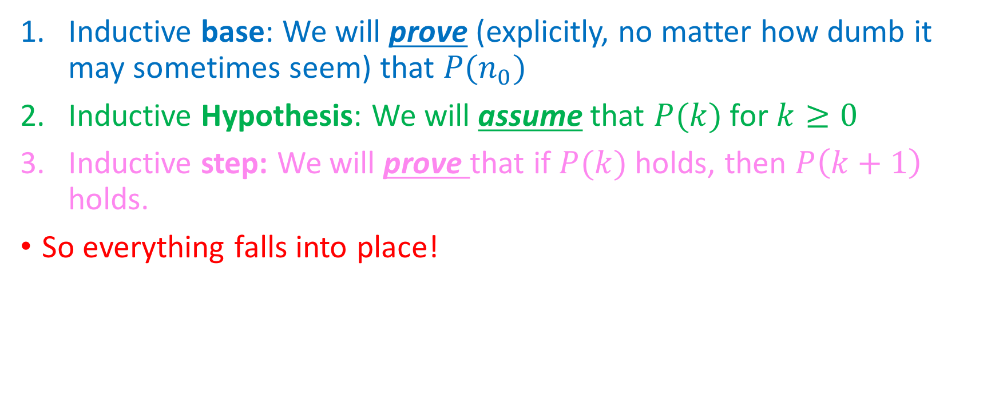 1. Inductive base: We will prove (explicitly, no matter how dumb it
may sometimes seem) that 𝑃(𝑛₀)
2. Inductive Hypothesis: We will assume that 𝑃(𝑘) for 𝑘 ≥ 0
3. Inductive step: We will prove that if 𝑃(𝑘) holds, then 𝑃(𝑘 + 1)
holds.
• So everything falls into place!